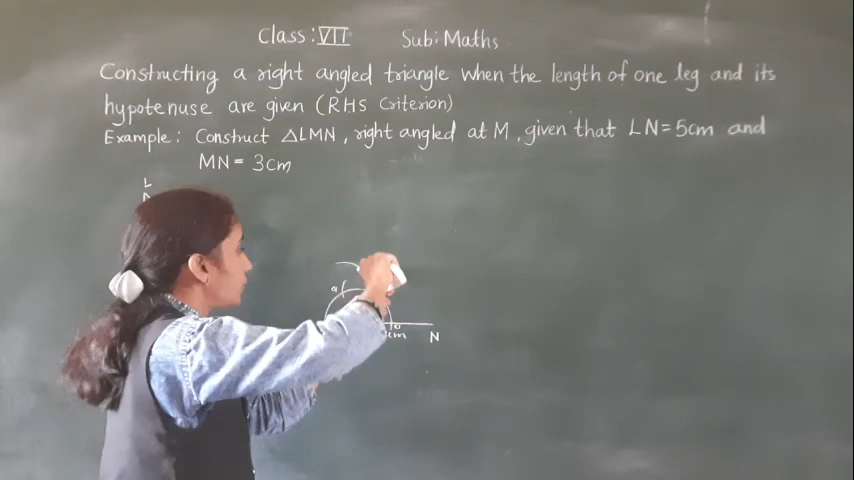 Class : VII Sub: Maths
Constructing a right angled triangle when the length of one leg and its
hypotenuse are given (RHS Criterion)
Example: Construct △LMN, right angled at M, given that LN = 5cm and
MN = 3cm
L
a
cm N